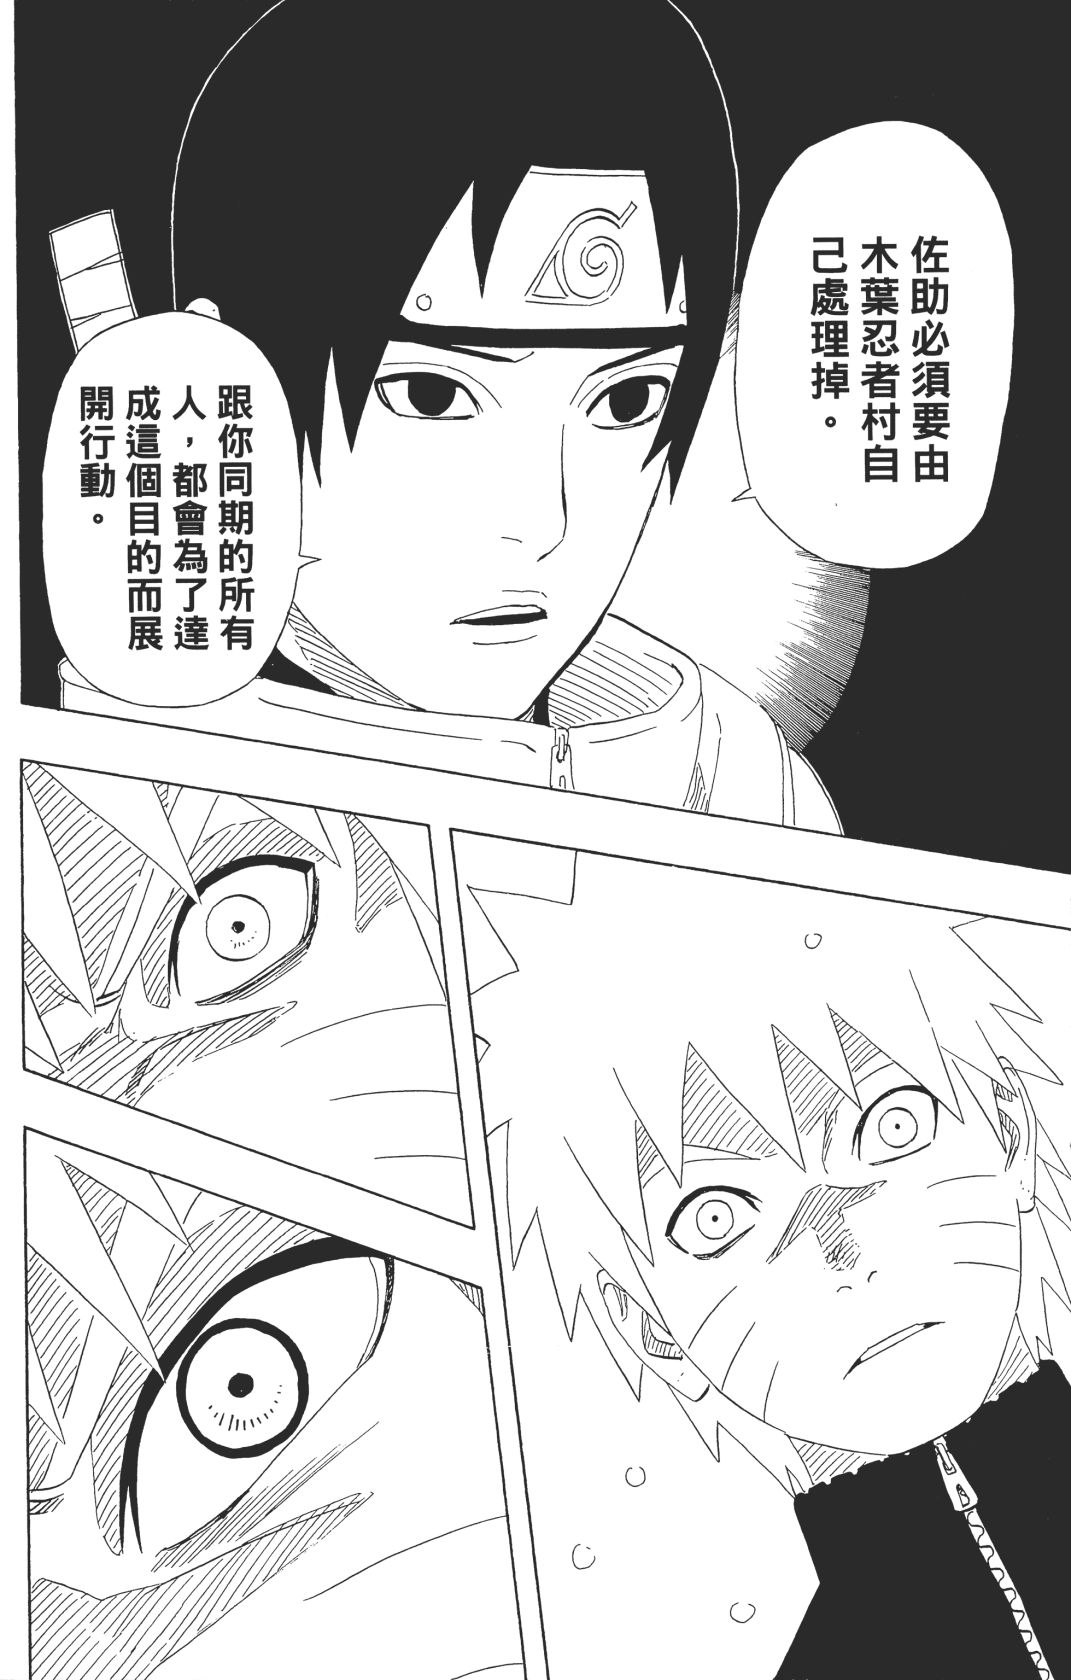 佐助必須要由
木葉忍者村自
己處理掉。
跟你同期的所有
人，都會為了達
成這個目的而展
開行動。